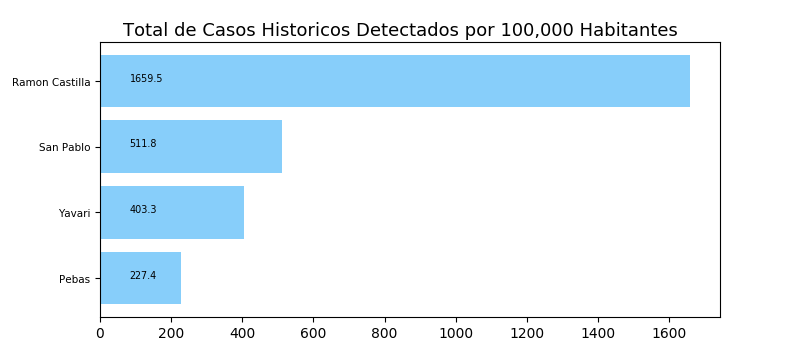 Total de Casos Historicos Detectados por 100,000 Habitantes
Ramon Castilla 1659.5
San Pablo 511.8
Yavari 403.3
Pebas 227.4
0 200 400 600 800 1000 1200 1400 1600